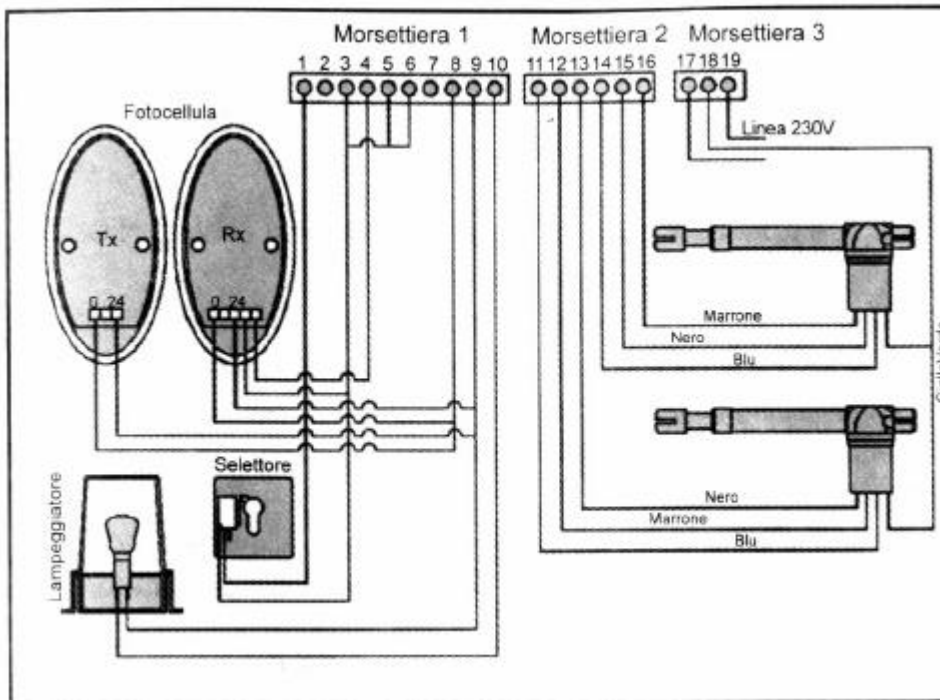 Morsettiera 1
Morsettiera 2
Morsettiera 3
1 2 3 4 5 6 7 8 9 10
11 12 13 14 15 16
17 18 19
Fotocellula
Linea 230V
Tx
Rx
0 24
0 24
Marrone
Nero
Blu
Selettore
Lampeggiatore
Nero
Marrone
Blu